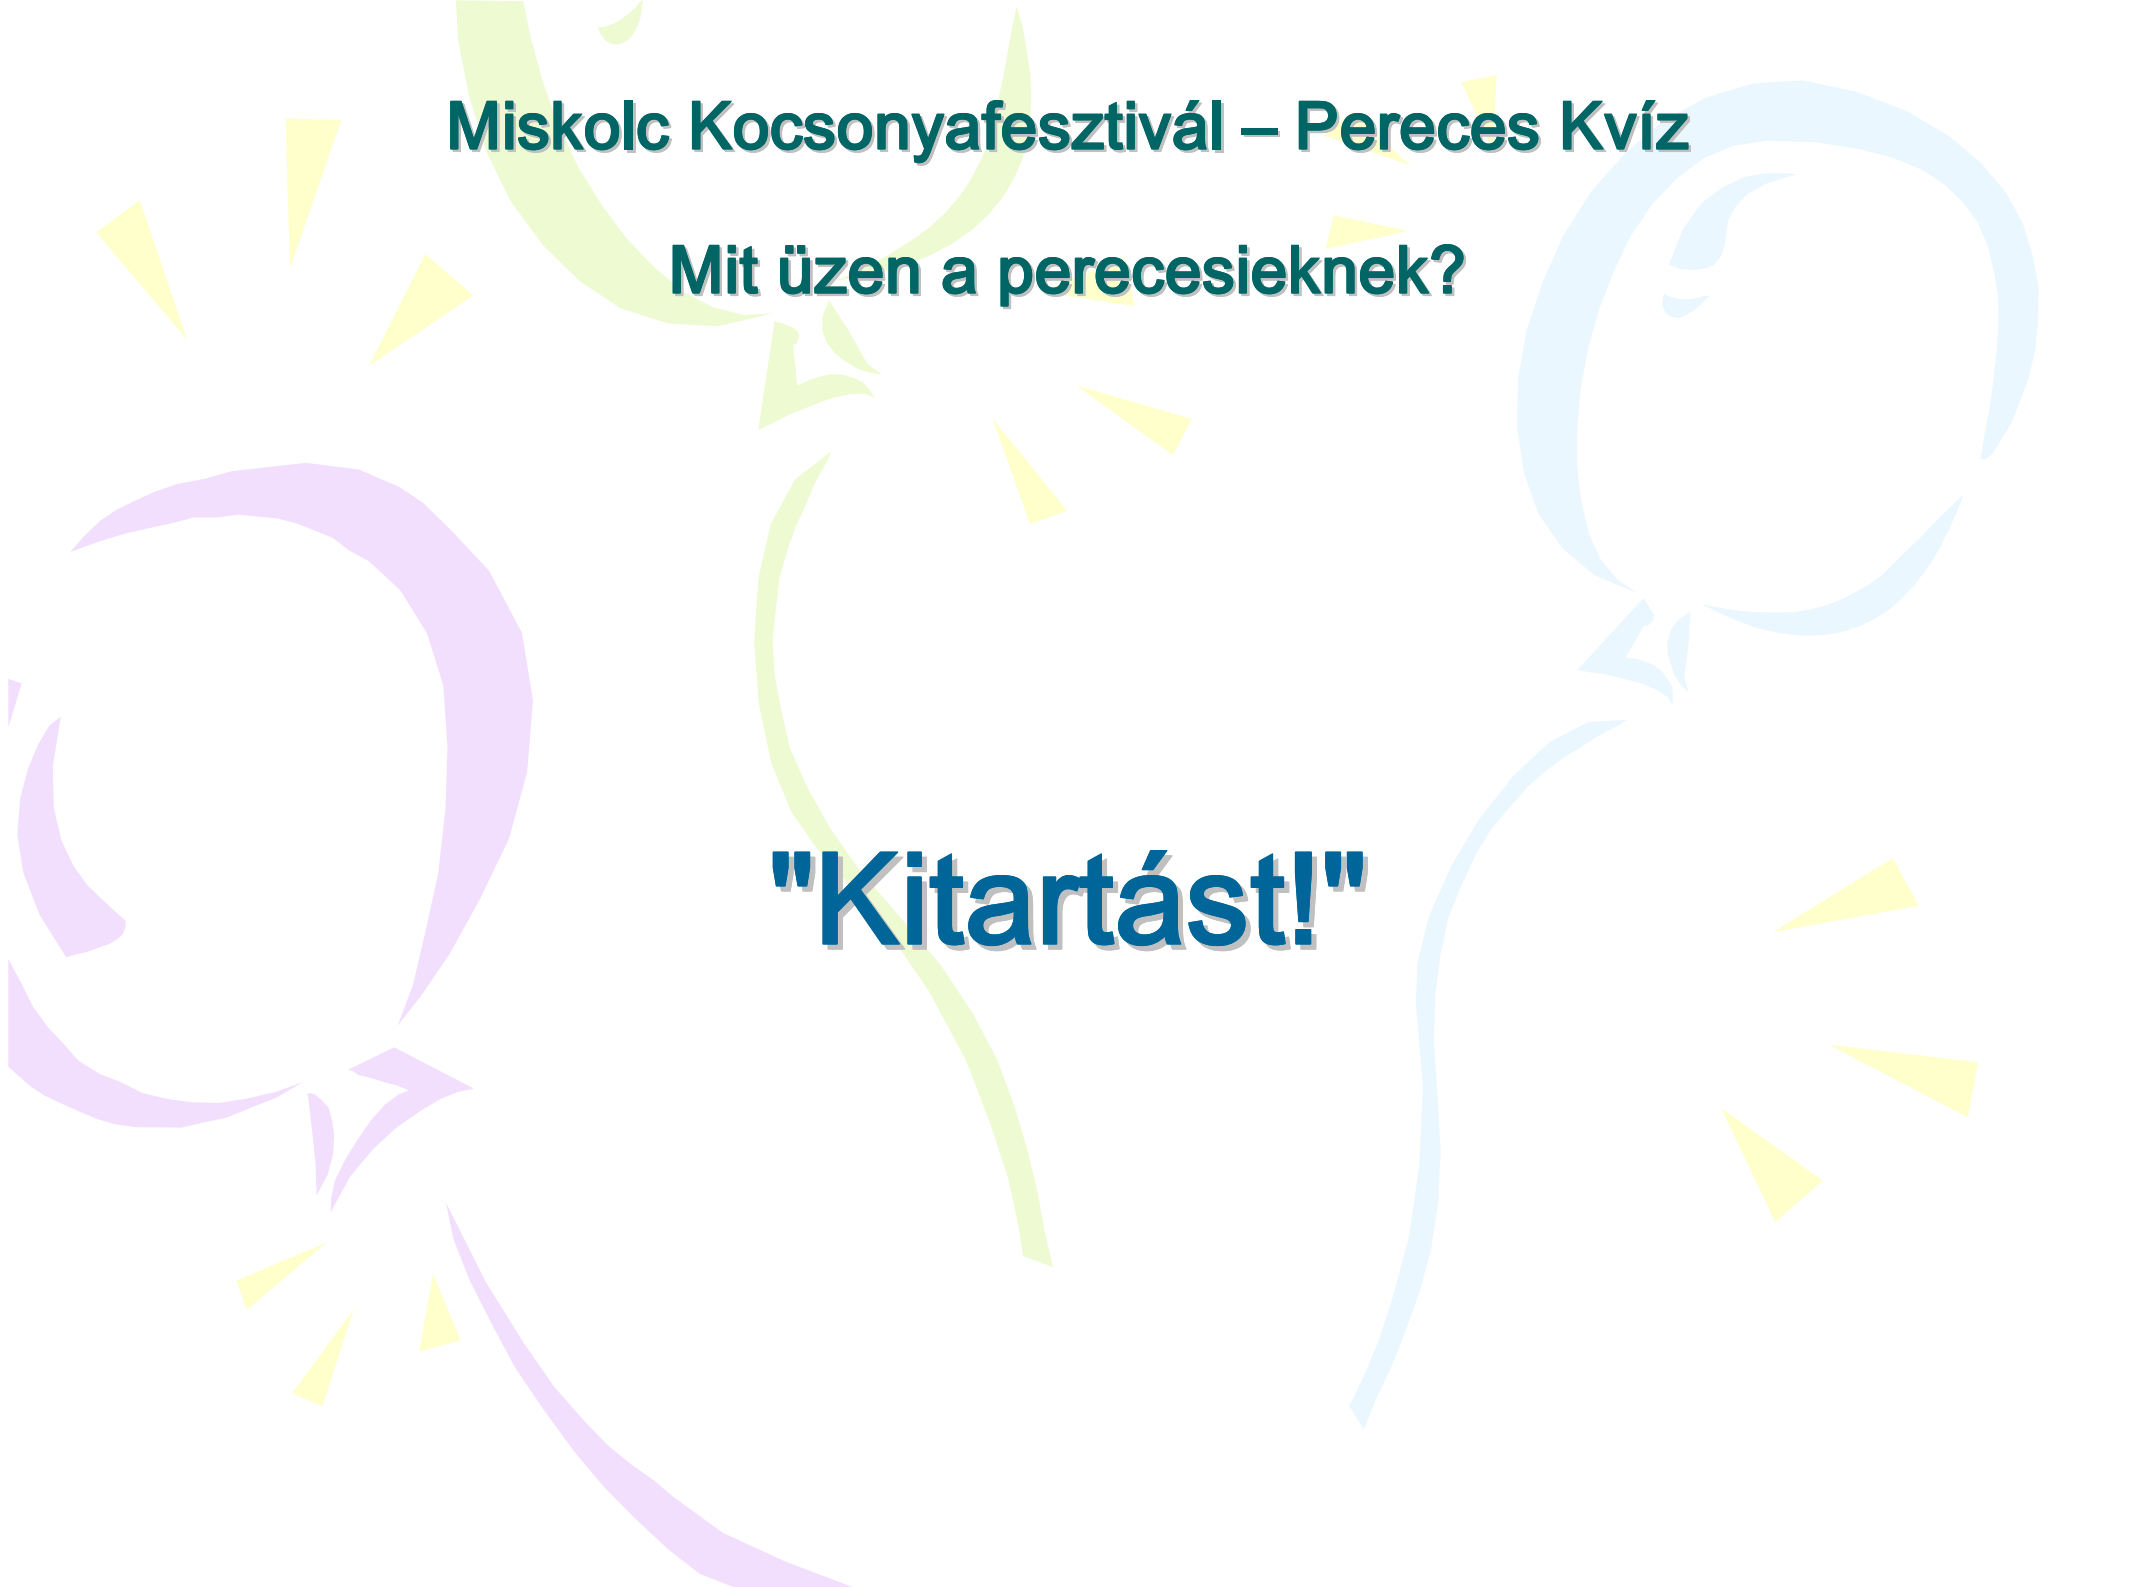 Miskolc Kocsonyafesztivál – Pereces Kvíz
Mit üzen a perecesieknek?
"Kitartást!"